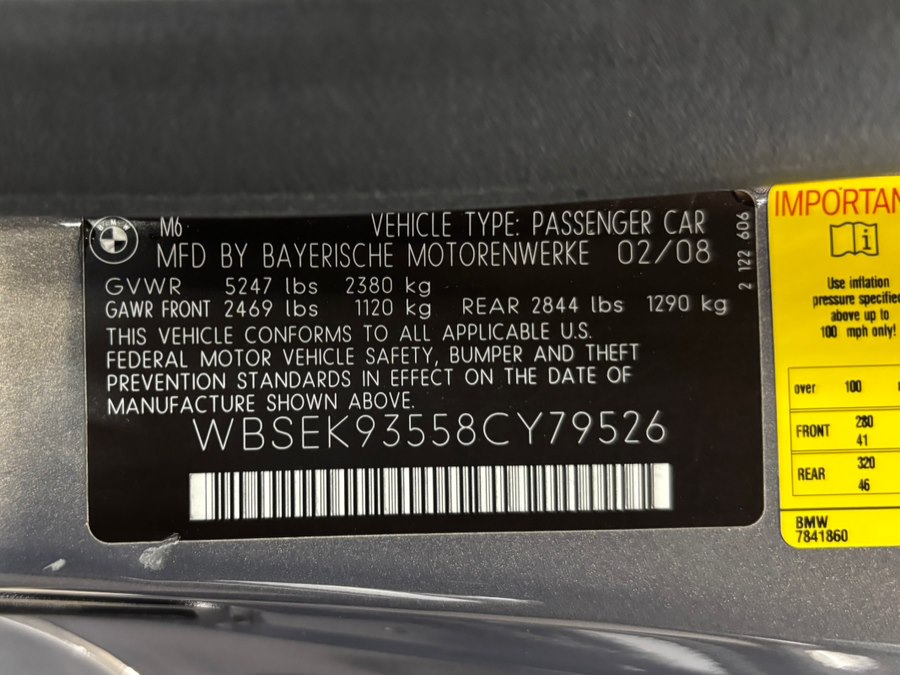 BMW
M6 VEHICLE TYPE: PASSENGER CAR
MFD BY BAYERISCHE MOTORENWERKE 02/08
GVWR 5247 lbs 2380 kg
GAWR FRONT 2469 lbs 1120 kg REAR 2844 lbs 1290 kg
THIS VEHICLE CONFORMS TO ALL APPLICABLE U.S.
FEDERAL MOTOR VEHICLE SAFETY, BUMPER AND THEFT
PREVENTION STANDARDS IN EFFECT ON THE DATE OF
MANUFACTURE SHOWN ABOVE.
WBSEK93558CY79526
2 122 606
IMPORTAN
i
Use inflation
pressure specifie
above up to
100 mph only!
over 100
FRONT 280
41
REAR 320
46
BMW
7841860